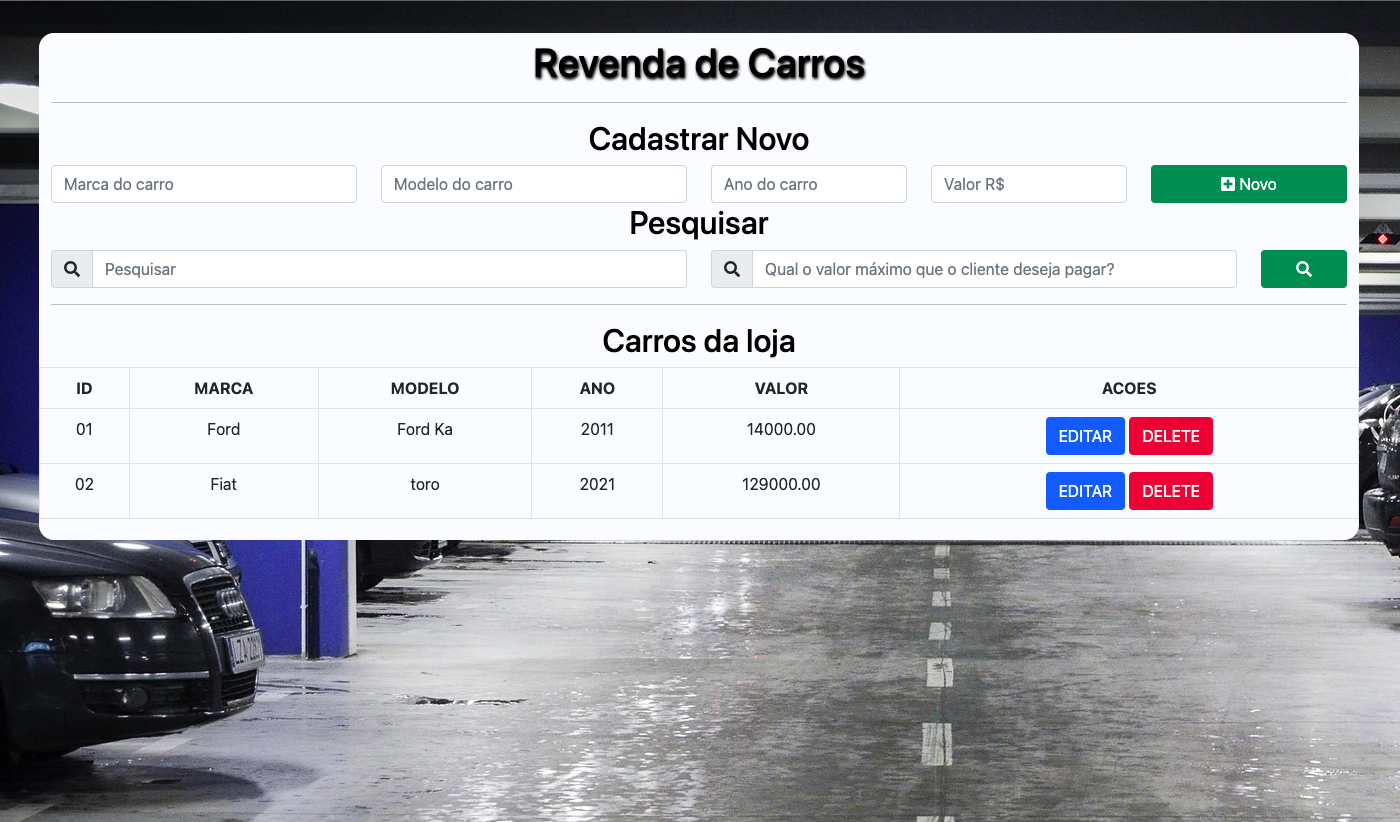 Revenda de Carros
Cadastrar Novo
Marca do carro Modelo do carro Ano do carro Valor R$ Novo
Pesquisar
Pesquisar Qual o valor máximo que o cliente deseja pagar?
Carros da loja
ID MARCA MODELO ANO VALOR ACOES
01 Ford Ford Ka 2011 14000.00 EDITAR DELETE
02 Fiat toro 2021 129000.00 EDITAR DELETE